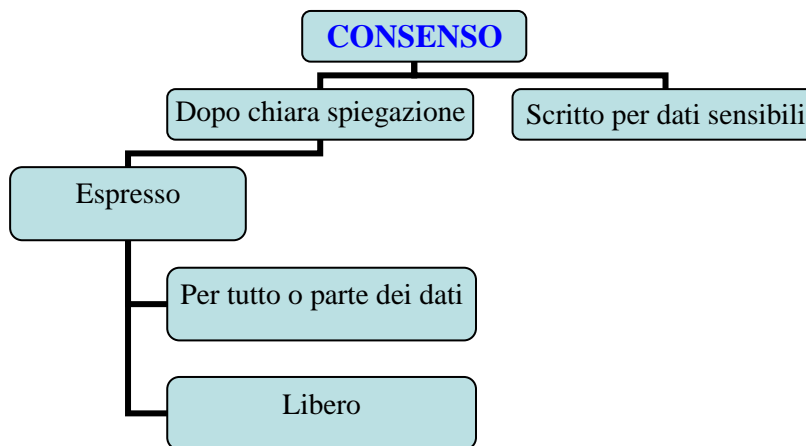 CONSENSO
Dopo chiara spiegazione
Scritto per dati sensibili
Espresso
Per tutto o parte dei dati
Libero